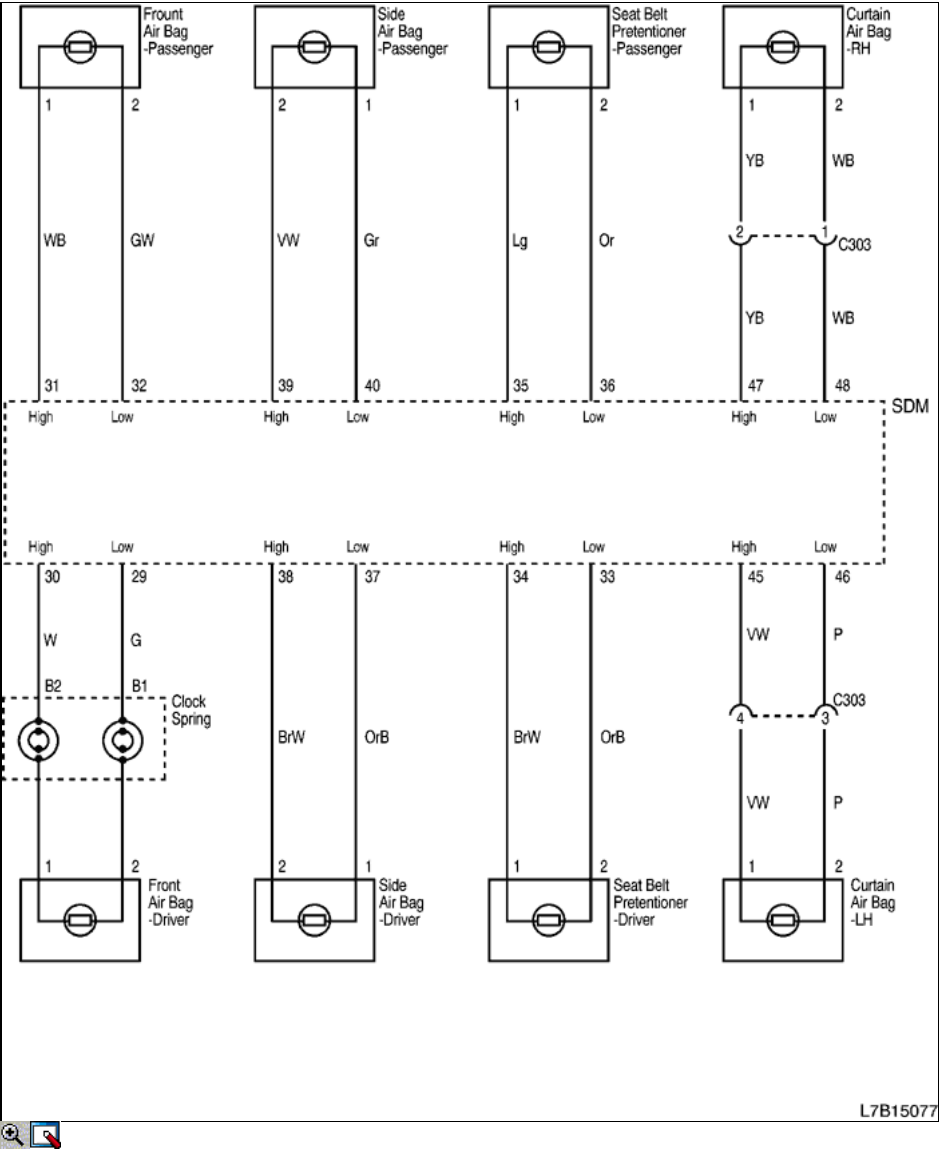 Frount
Air Bag
-Passenger
Side
Air Bag
-Passenger
Seat Belt
Pretentioner
-Passenger
Curtain
Air Bag
-RH
1 2 2 1 1 2 1 2
YB WB
WB GW VW Gr Lg Or
2 1 C303
YB WB
31 32 39 40 35 36 47 48
SDM
High Low High Low High Low High Low
High Low High Low High Low High Low
30 29 38 37 34 33 45 46
W G VW P
B2 B1
Clock
Spring
C303
4 3
BrW OrB BrW OrB
VW P
1 2 2 1 1 2 1 2
Front
Air Bag
-Driver
Side
Air Bag
-Driver
Seat Belt
Pretentioner
-Driver
Curtain
Air Bag
-LH
L7B15077